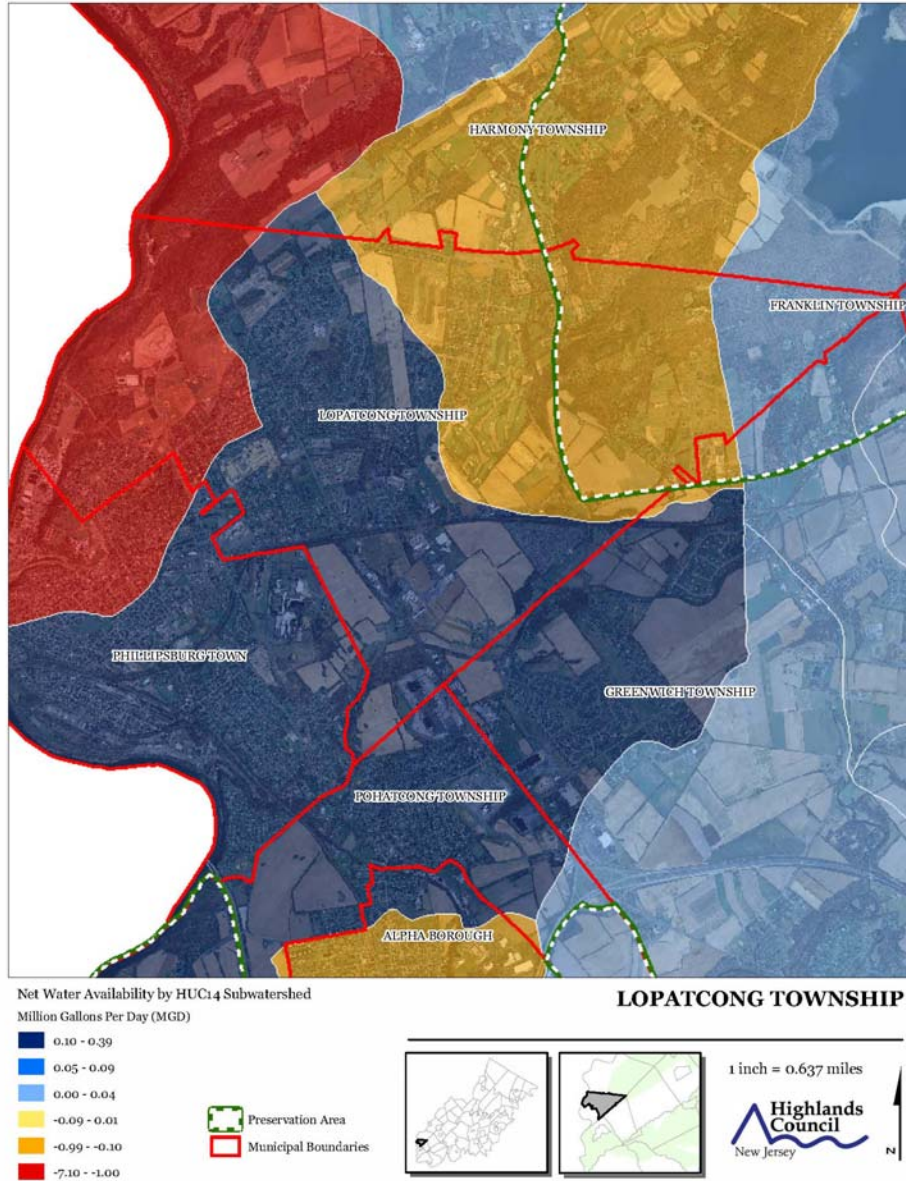 HARMONY TOWNSHIP
FRANKLIN TOWNSHIP
LOPATCONG TOWNSHIP
PHILLIPSBURG TOWN
GREENWICH TOWNSHIP
POHATCONG TOWNSHIP
ALPHA BOROUGH
Net Water Availability by HUC14 Subwatershed
Million Gallons Per Day (MGD)
0.10 - 0.39
0.05 - 0.09
0.00 - 0.04
-0.09 - 0.01
-0.99 - -0.10
-7.10 - -1.00
Preservation Area
Municipal Boundaries
LOPATCONG TOWNSHIP
1 inch = 0.637 miles
Highlands
Council
New Jersey
N